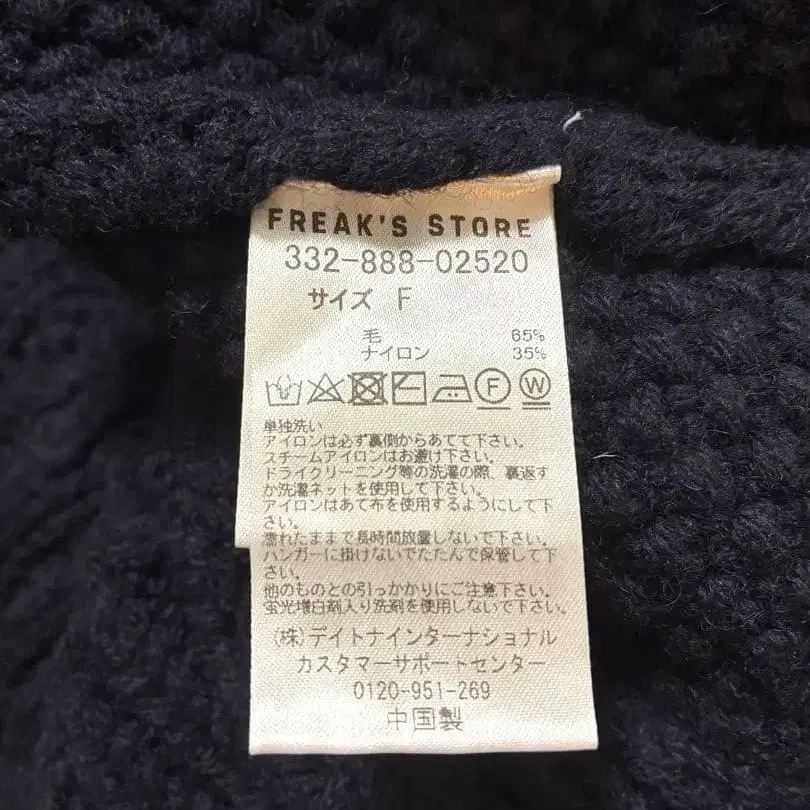 FREAK'S STORE
332-888-02520
サイズ F
毛 65%
ナイロン 35%
F W
単独洗い
アイロンは必ず裏側からあてて下さい。
スチームアイロンはお避け下さい。
ドライクリーニング等の洗濯の際、裏返す
か洗濯ネットを使用して下さい。
アイロンはあて布を使用するようにして下
さい。
濡れたままで長時間放置しないで下さい。
ハンガーに掛けないでたたんで保管して下
さい。
他のものとの引っかかりにご注意下さい。
蛍光増白剤入り洗剤を使用しないで下さい。
(株)デイトナインターナショナル
カスタマーサポートセンター
0120-951-269
中国製